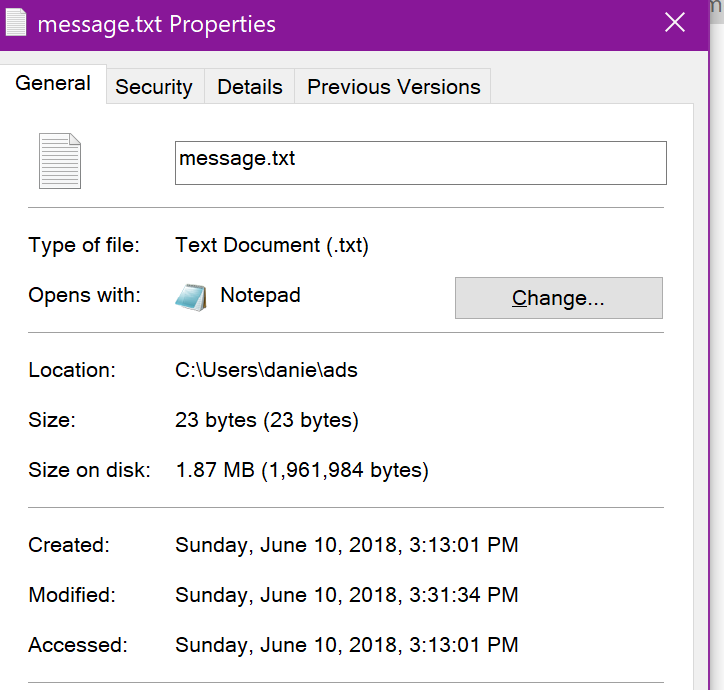 message.txt Properties
General Security Details Previous Versions
message.txt
Type of file: Text Document (.txt)
Opens with: Notepad Change...
Location: C:\Users\danie\ads
Size: 23 bytes (23 bytes)
Size on disk: 1.87 MB (1,961,984 bytes)
Created: Sunday, June 10, 2018, 3:13:01 PM
Modified: Sunday, June 10, 2018, 3:31:34 PM
Accessed: Sunday, June 10, 2018, 3:13:01 PM